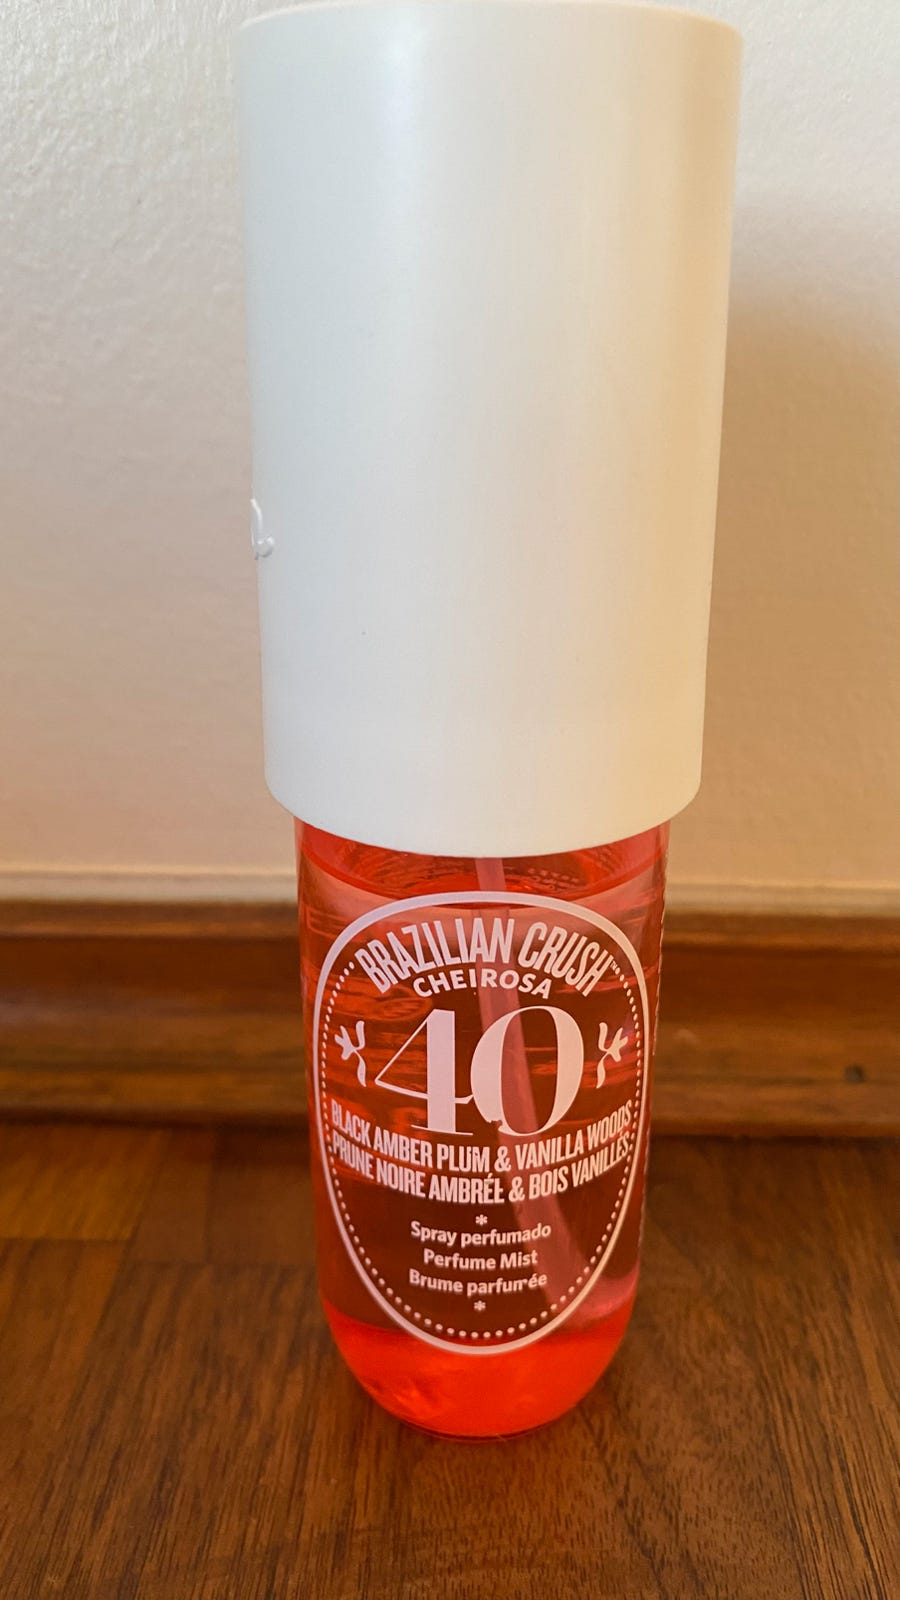 BRAZILIAN CRUSH™
CHEIROSA
40
BLACK AMBER PLUM & VANILLA WOODS
PRUNE NOIRE AMBRÉE & BOIS VANILLÉS
*
Spray perfumado
Perfume Mist
Brume parfumée
*